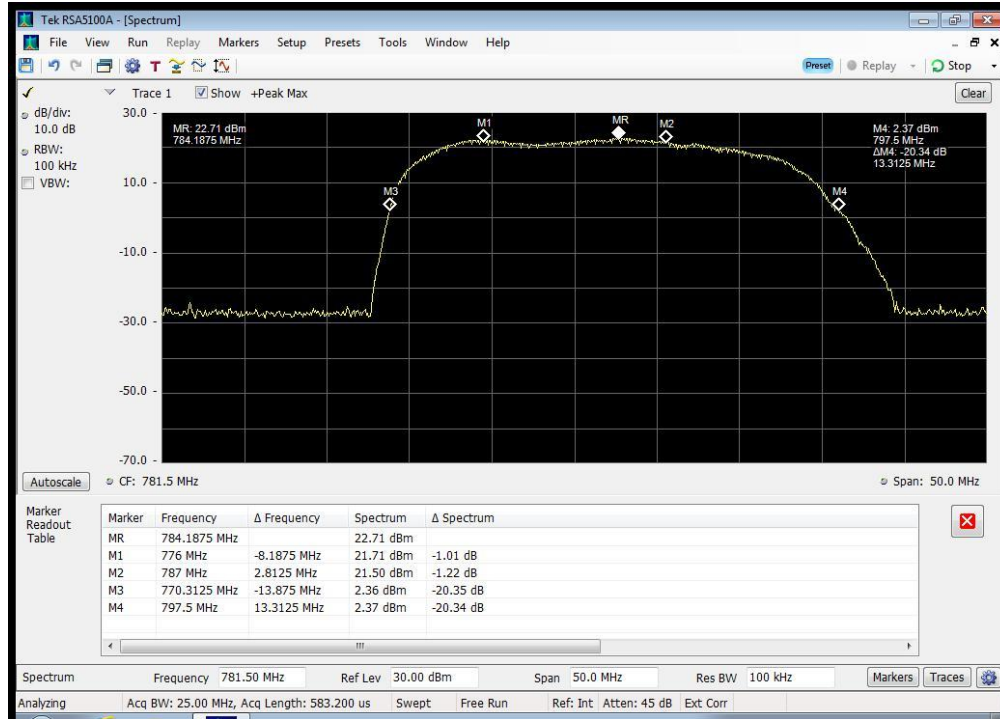 Tek RSA5100A - [Spectrum]
File View Run Replay Markers Setup Presets Tools Window Help
T Preset Replay Stop
Trace 1 Show +Peak Max Clear
dB/div:
10.0 dB
RBW:
100 kHz
VBW:
30.0
10.0
-10.0
-30.0
-50.0
-70.0
MR: 22.71 dBm
784.1875 MHz
M1
MR
M2
M3
M4
M4: 2.37 dBm
797.5 MHz
ΔM4: -20.34 dB
13.3125 MHz
Autoscale CF: 781.5 MHz Span: 50.0 MHz
Marker
Readout
Table
Marker Frequency Δ Frequency Spectrum Δ Spectrum
MR 784.1875 MHz 22.71 dBm
M1 776 MHz -8.1875 MHz 21.71 dBm -1.01 dB
M2 787 MHz 2.8125 MHz 21.50 dBm -1.22 dB
M3 770.3125 MHz -13.875 MHz 2.36 dBm -20.35 dB
M4 797.5 MHz 13.3125 MHz 2.37 dBm -20.34 dB
Spectrum Frequency 781.50 MHz Ref Lev 30.00 dBm Span 50.0 MHz Res BW 100 kHz Markers Traces
Analyzing Acq BW: 25.00 MHz, Acq Length: 583.200 us Swept Free Run Ref: Int Atten: 45 dB Ext Corr